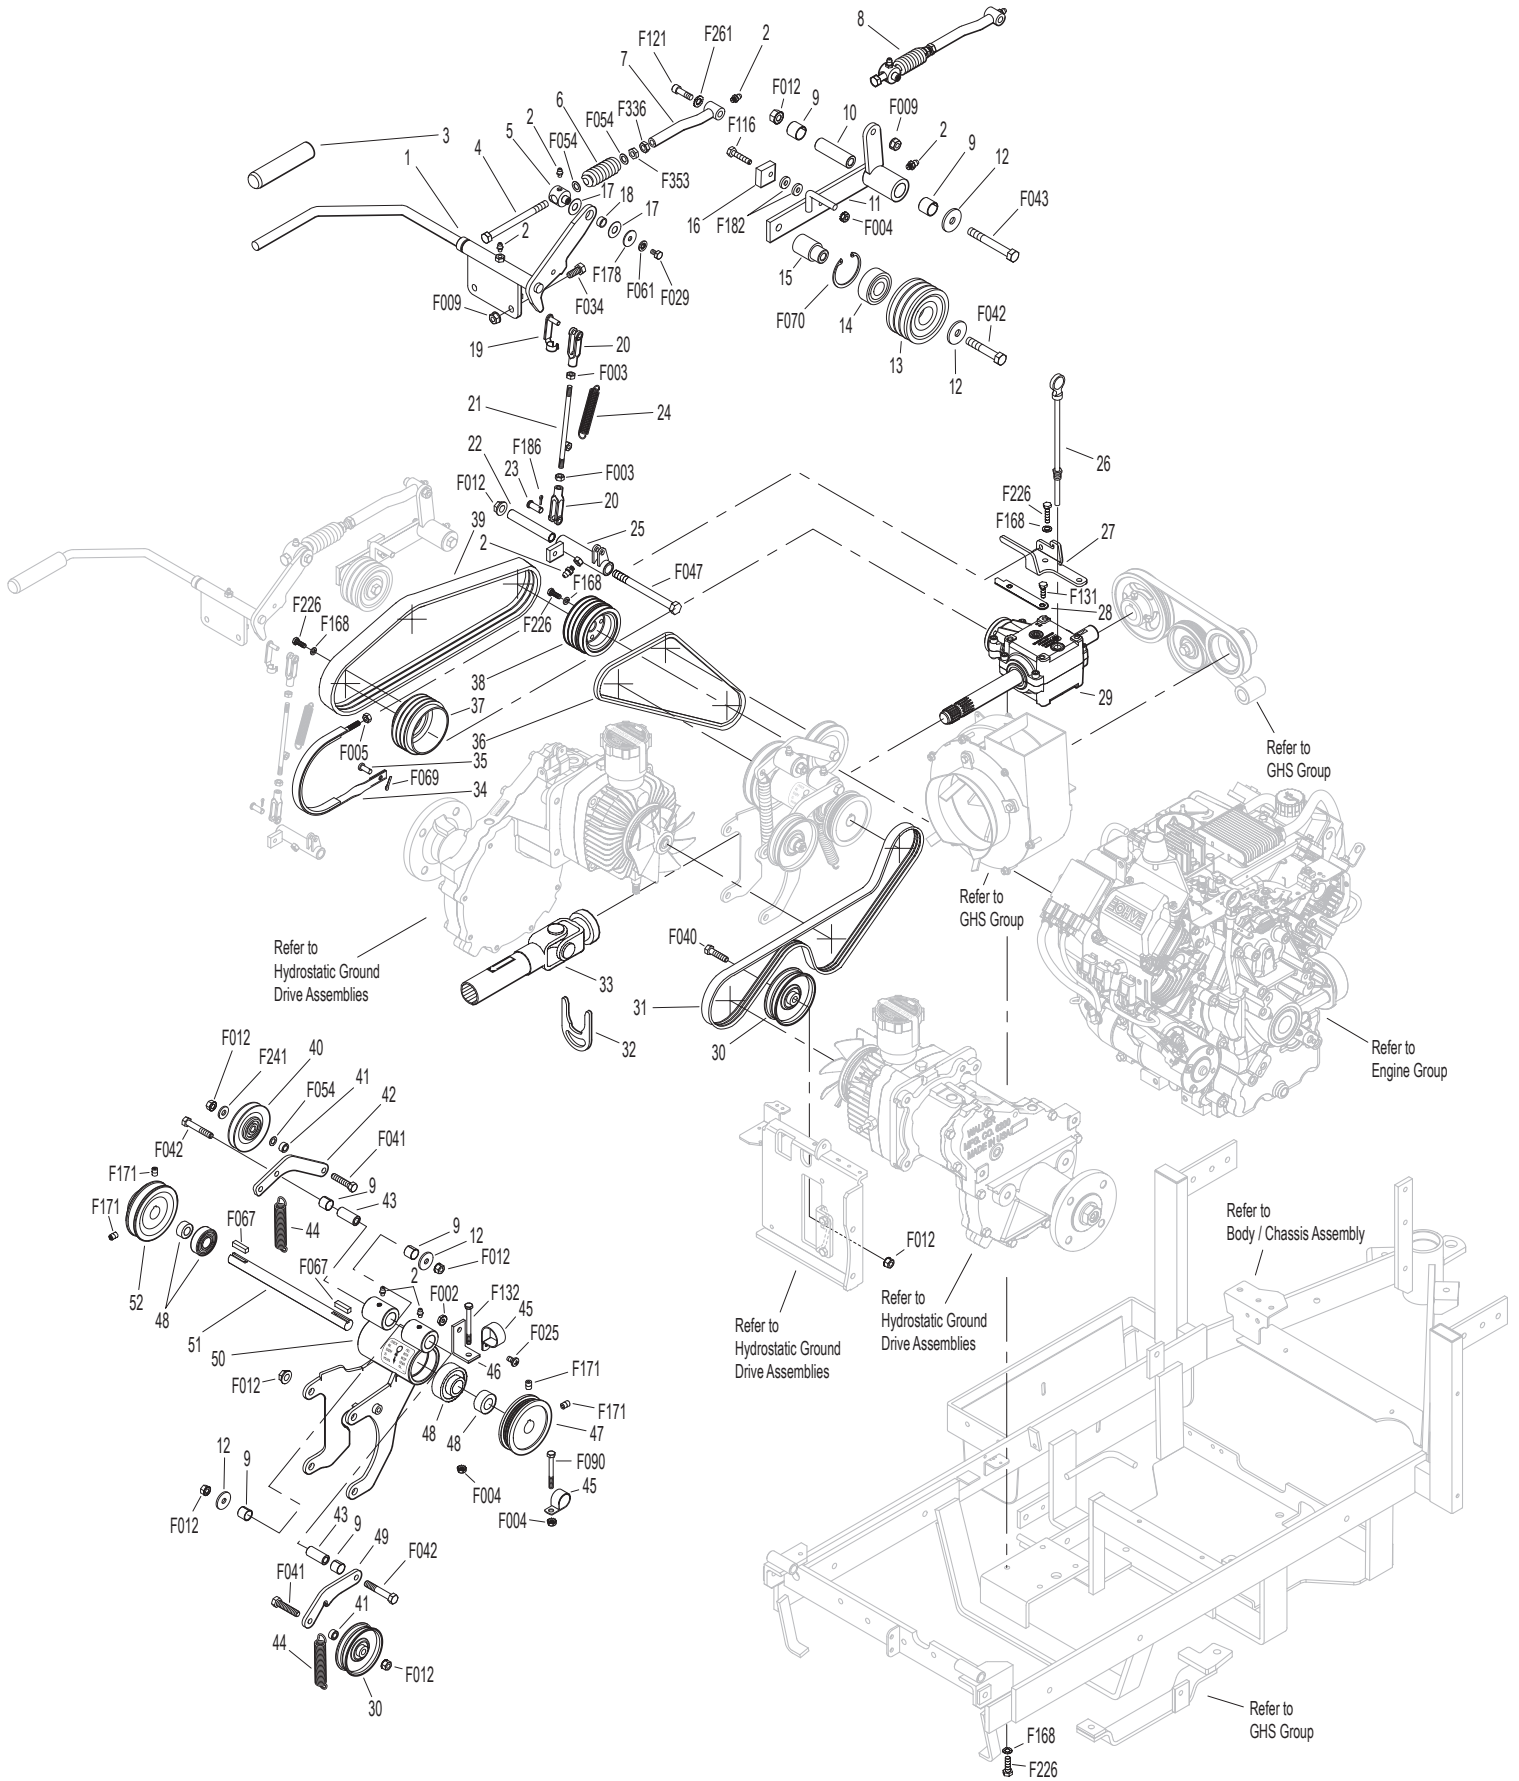 8
F121
F261
2
7
F012
9
6
F336
10
F009
3
2
F054
F054
5
F116
2
9
4
12
1
17
F353
18
17
11
F043
16
F182
F004
2
15
F178
F061
F029
F034
F070
14
F009
F042
13
12
19
20
F003
21
24
22
F186
26
23
F003
F012
20
F226
39
25
F168
27
2
F168
F047
F131
F226
F168
28
F226
38
37
29
36
F005
35
F069
34
Refer to
GHS Group
Refer to
GHS Group
F040
Refer to
Hydrostatic Ground
Drive Assemblies
33
31
30
32
Refer to
Engine Group
F012
F241
40
41
F054
42
F042
F041
WALKER
MFG. CO.
MADE IN USA
F171
9
43
F171
44
F067
9
12
F012
Refer to
Body / Chassis Assembly
F012
F067
2
F002
F132
45
52
48
51
50
F025
46
Refer to
Hydrostatic Ground
Drive Assemblies
Refer to
Hydrostatic Ground
Drive Assemblies
F012
F171
F171
48
48
47
12
9
F090
F004
45
F012
F004
43
9
49
F042
F041
41
44
F012
30
Refer to
GHS Group
F168
F226